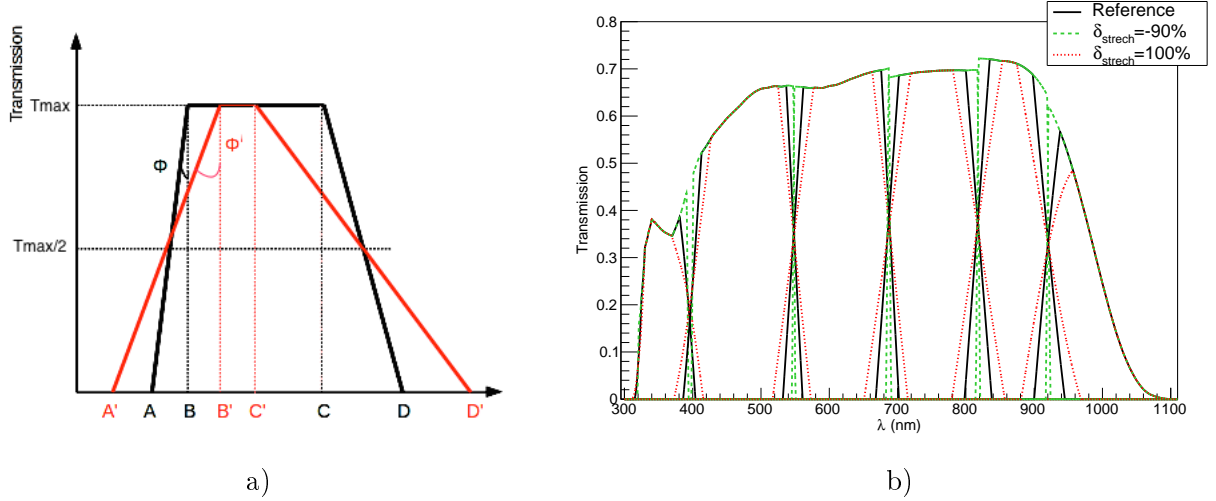 Transmission
Tmax
Tmax/2
Φ
Φ'
A' A B B' C' C D D'
a)
Reference
δstrech=-90%
δstrech=100%
Transmission
0.8
0.7
0.6
0.5
0.4
0.3
0.2
0.1
0
300 400 500 600 700 800 900 1000 1100
λ (nm)
b)